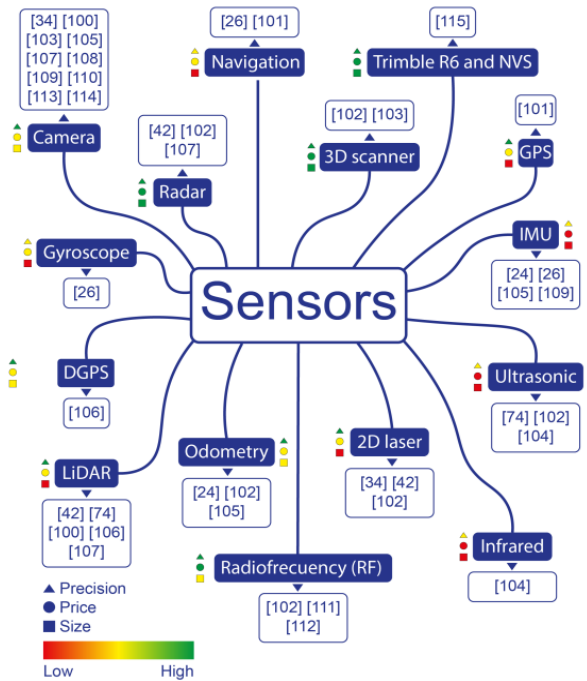 [34] [100]
[103] [105]
[107] [108]
[109] [110]
[113] [114]
Camera
[26] [101]
Navigation
[115]
Trimble R6 and NVS
[42] [102]
[107]
Radar
[102] [103]
3D scanner
[101]
GPS
Gyroscope
[26]
IMU
[24] [26]
[105] [109]
Sensors
DGPS
[106]
Ultrasonic
[74] [102]
[104]
LiDAR
[42] [74]
[100] [106]
[107]
Odometry
[24] [102]
[105]
2D laser
[34] [42]
[102]
Radiofrecuency (RF)
[102] [111]
[112]
Infrared
[104]
Precision
Price
Size
Low High